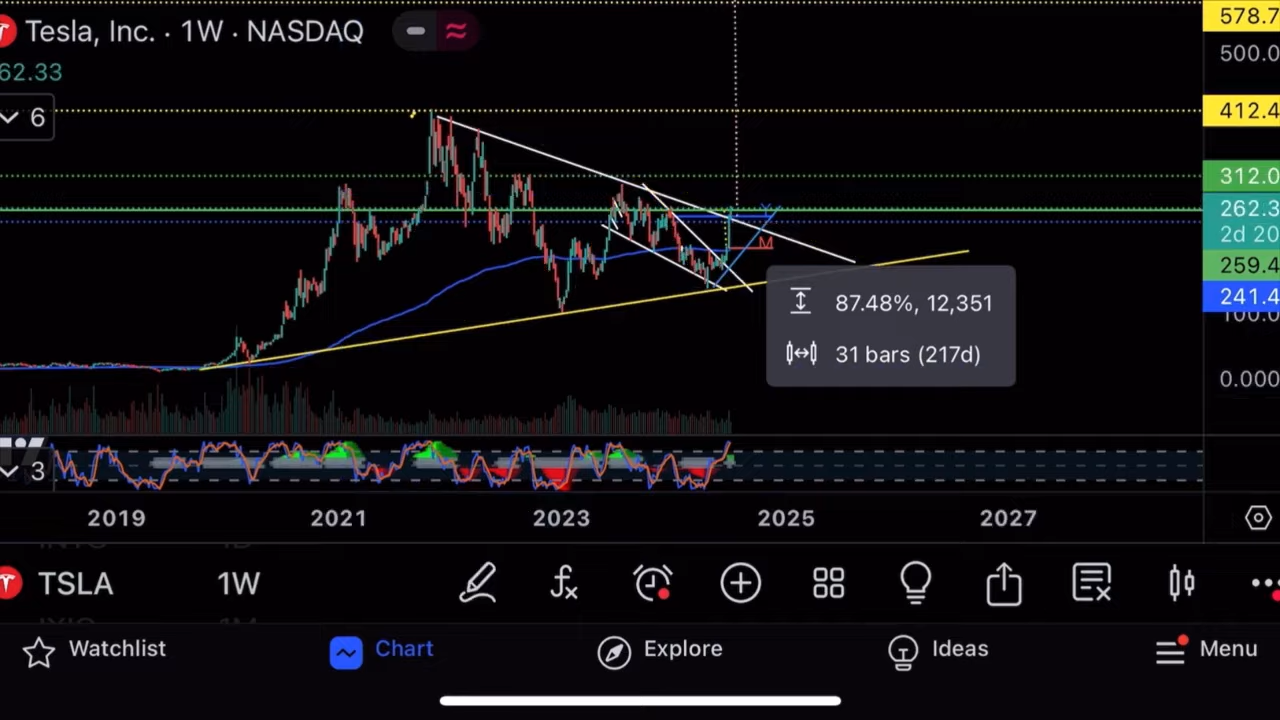 Tesla, Inc. · 1W · NASDAQ
62.33
6
578.7
500.0
412.4
312.0
262.3
2d 20
259.4
241.4
100.0
0.000
Y
M
87.48%, 12,351
31 bars (217d)
3
2019 2021 2023 2025 2027
TSLA 1W
Watchlist Chart Explore Ideas Menu